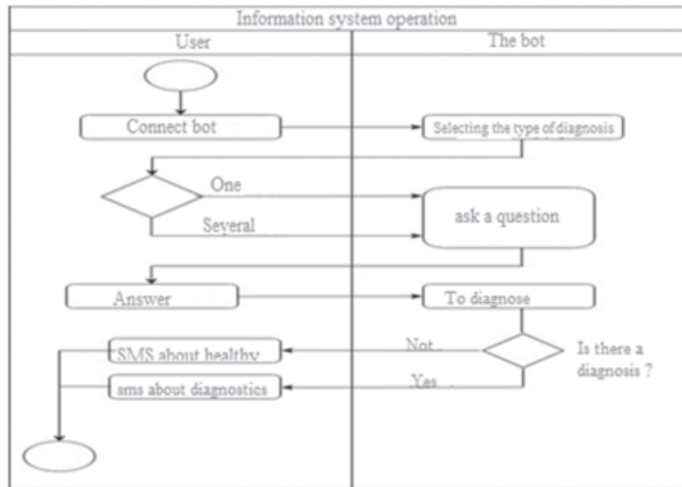 Information system operation
User
The bot
Connect bot
Selecting the type of diagnosis
One
Seyeral
ask a question
Answer
To diagnose
Not
Is there a
diagnosis ?
SMS about healthy
Yes
sms about diagnostics